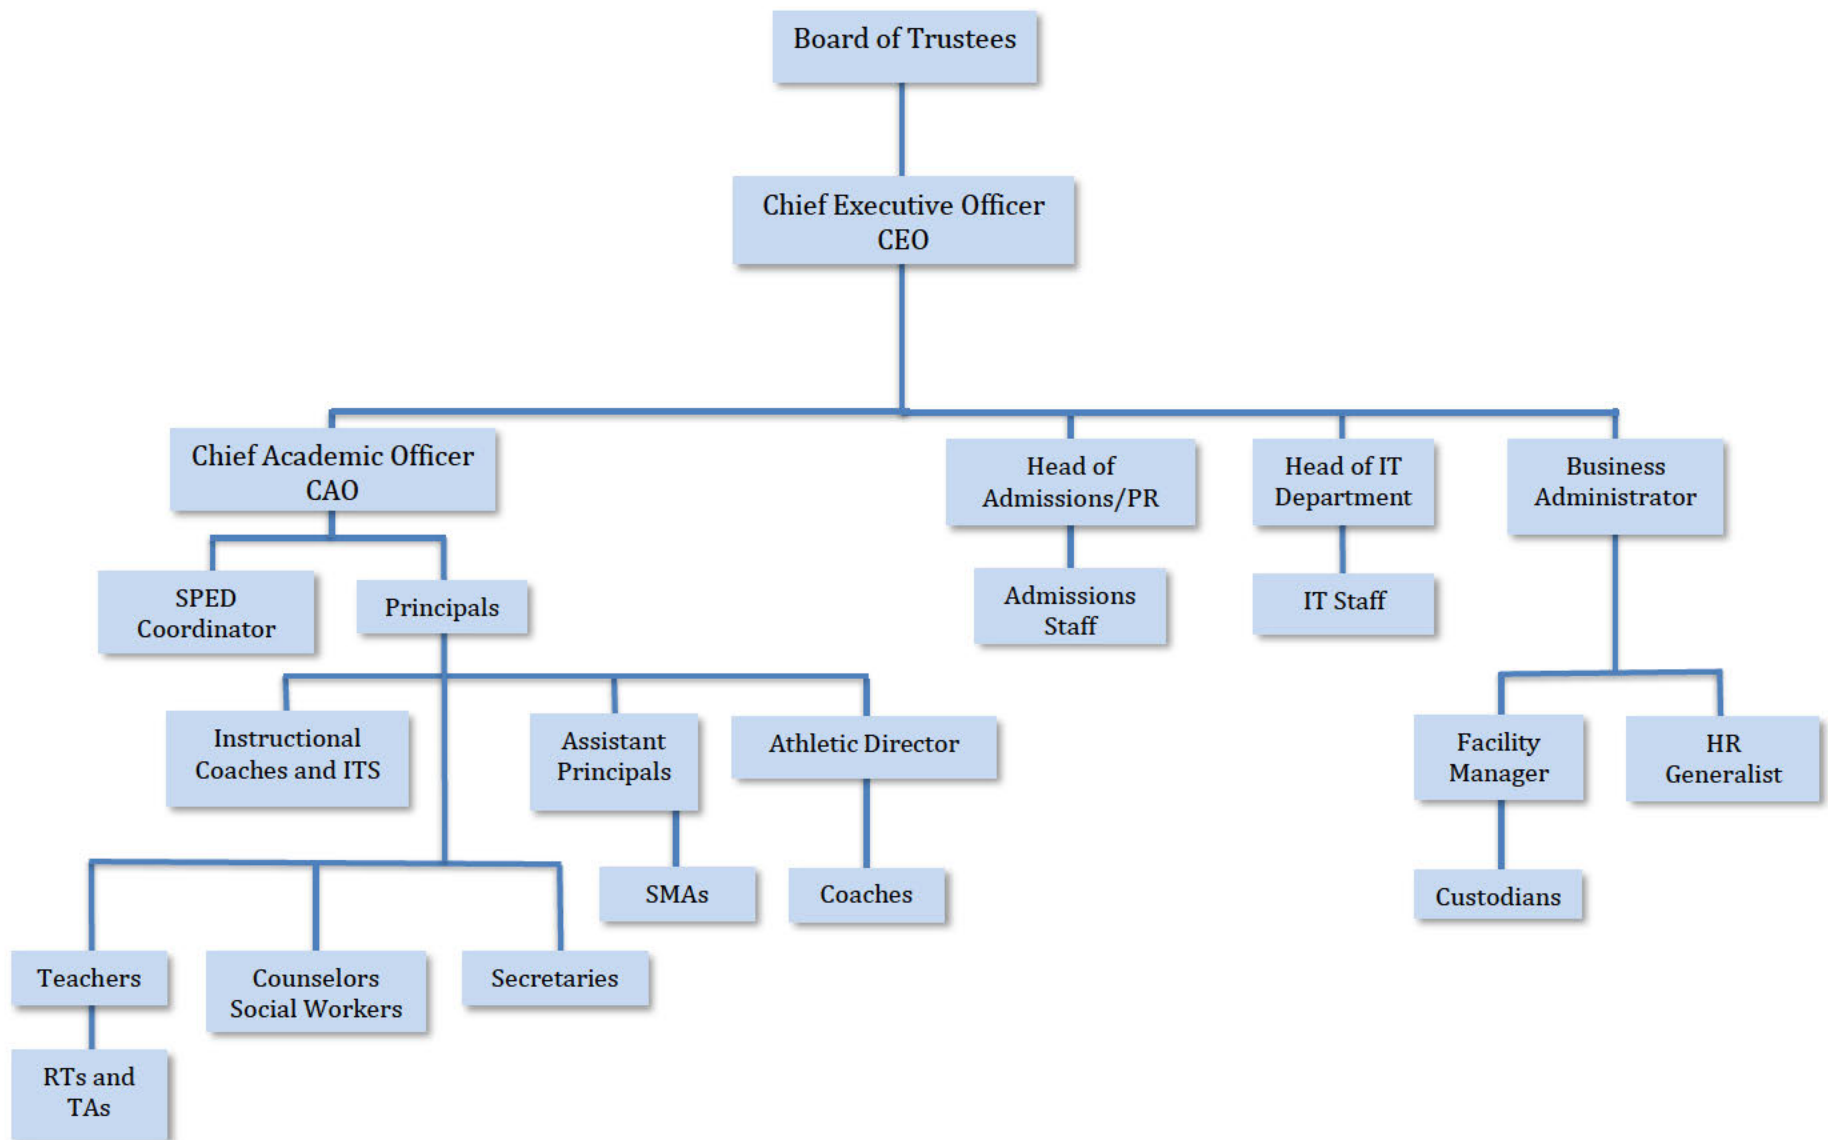 Board of Trustees
Chief Executive Officer
CEO
Chief Academic Officer
CAO
Head of
Admissions/PR
Head of IT
Department
Business
Administrator
SPED
Coordinator
Principals
Admissions
Staff
IT Staff
Instructional
Coaches and ITS
Assistant
Principals
Athletic Director
Facility
Manager
HR
Generalist
SMAs
Coaches
Custodians
Teachers
Counselors
Social Workers
Secretaries
RTs and
TAs